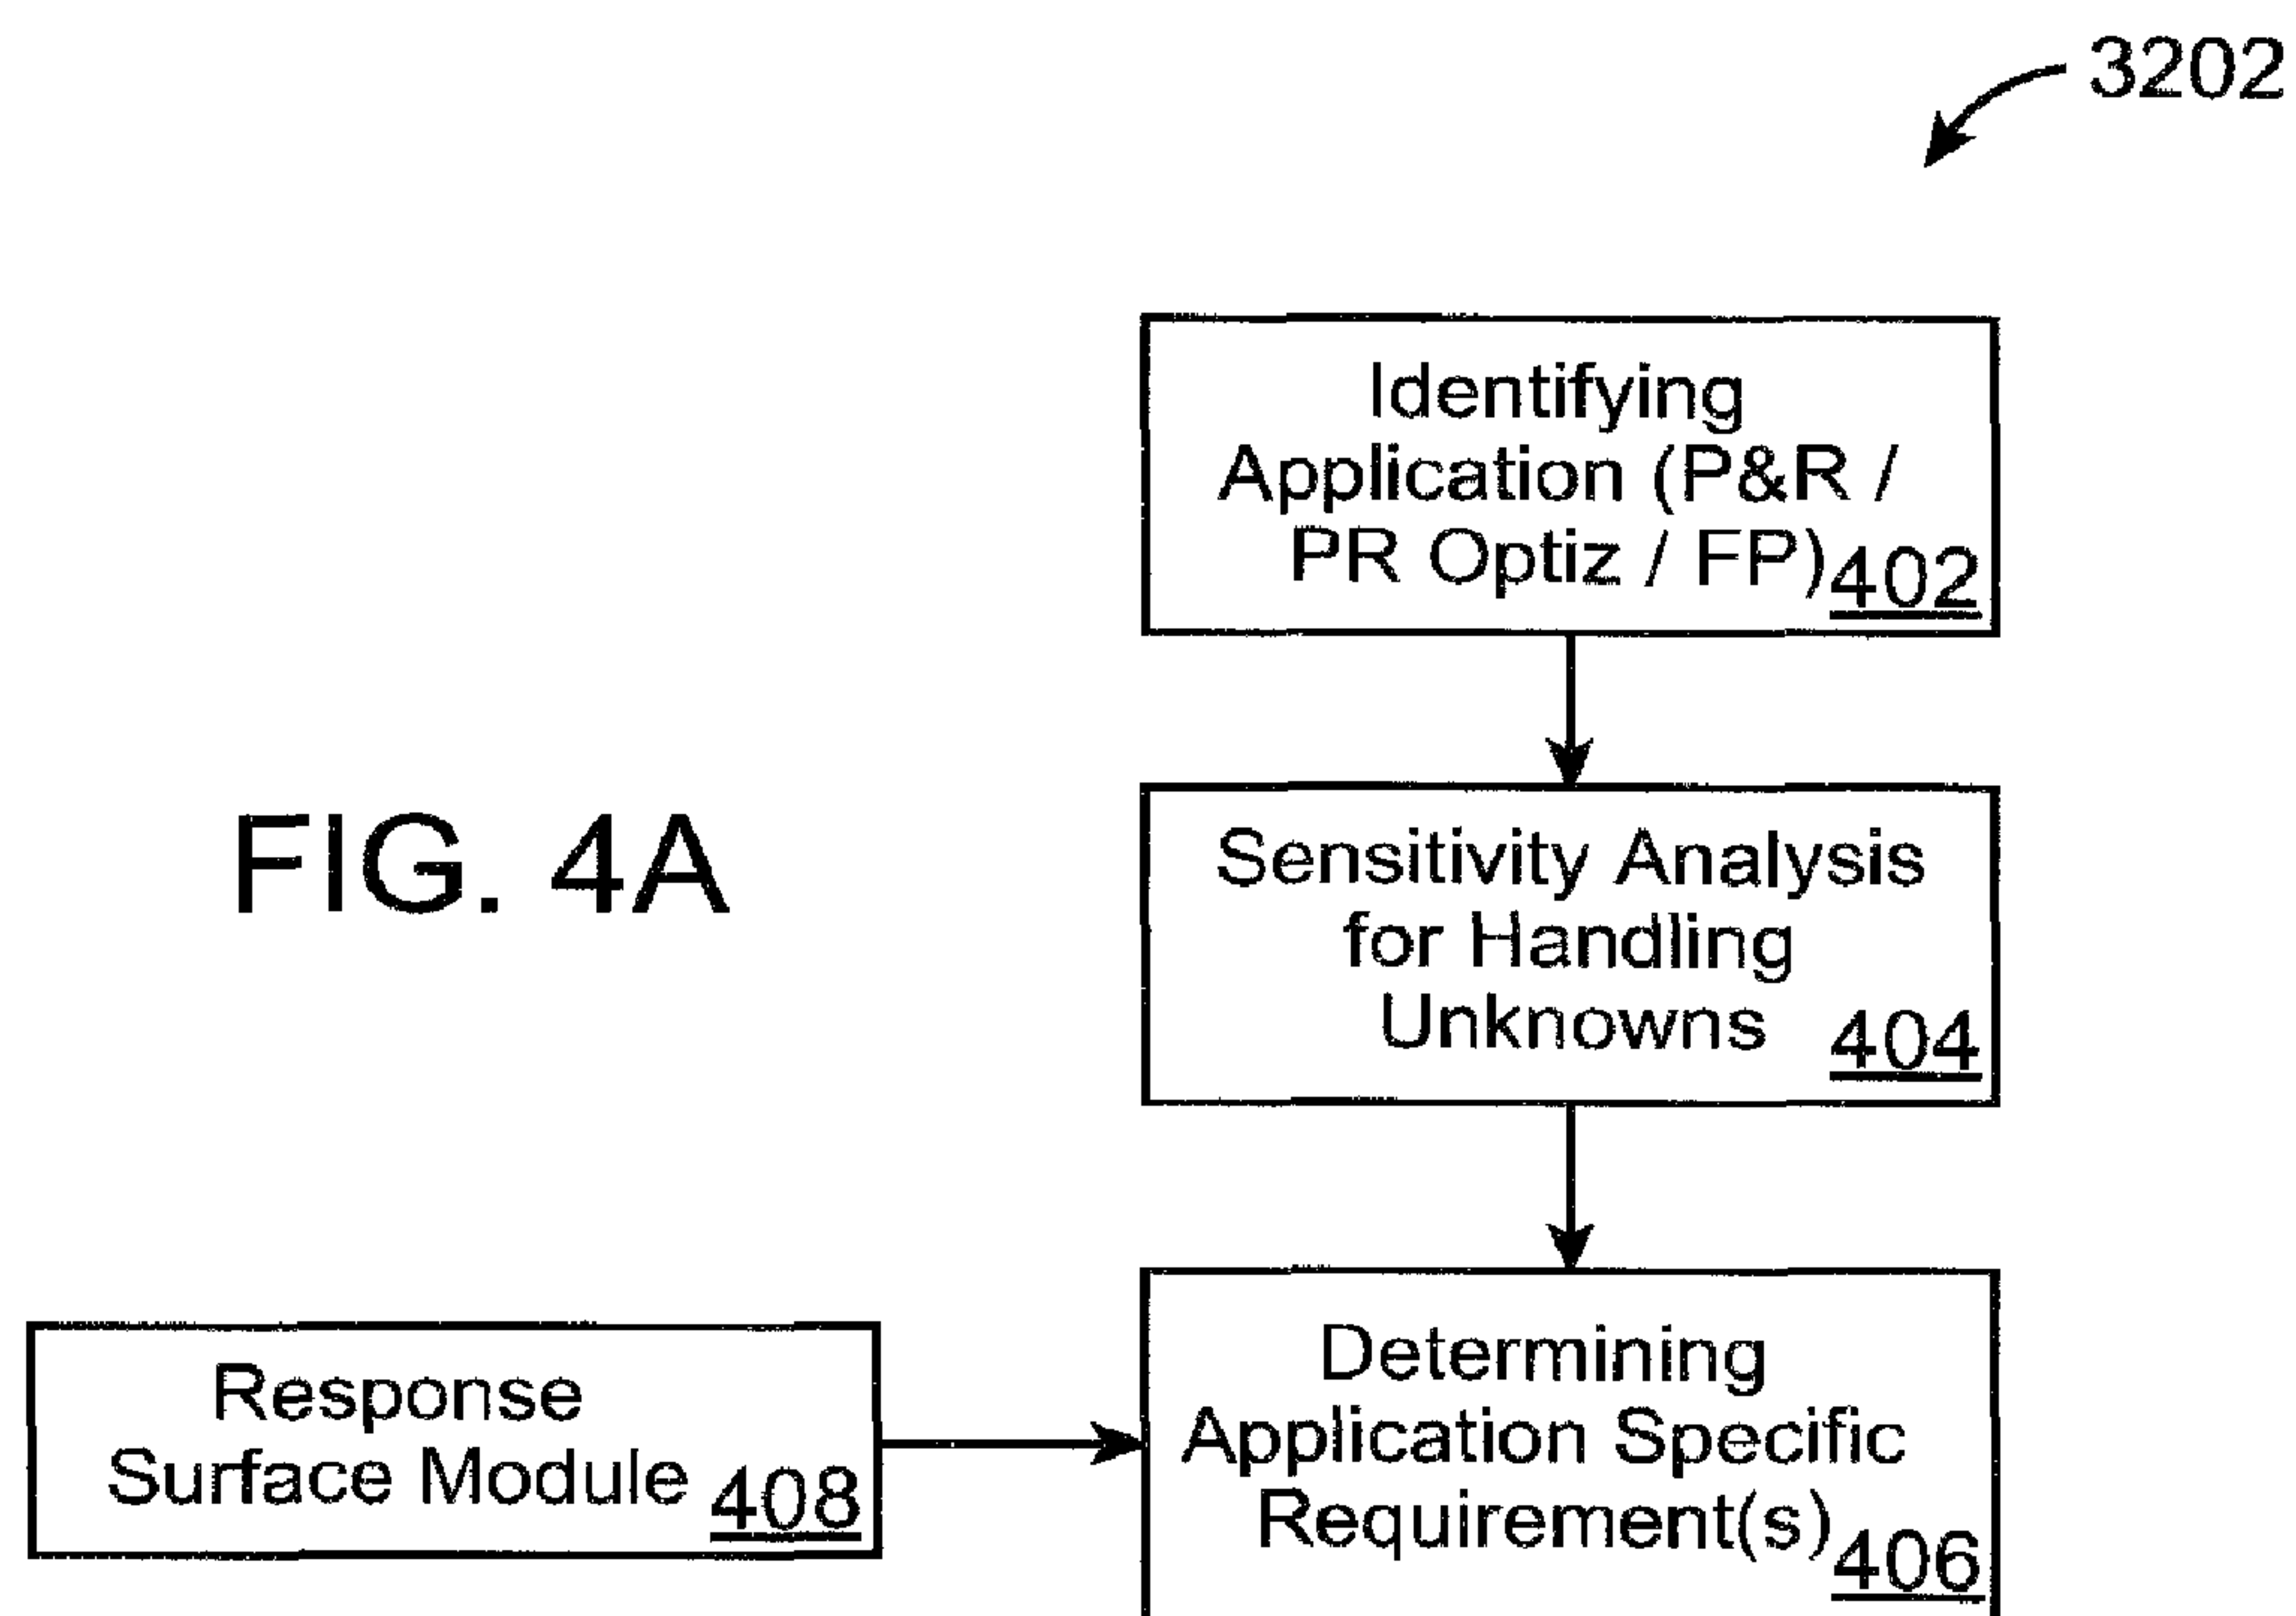 3202
Identifying
Application (P&R /
PR Optiz / FP) 402
FIG. 4A
Sensitivity Analysis
for Handling
Unknowns 404
Response
Surface Module 408
Determining
Application Specific
Requirement(s) 406